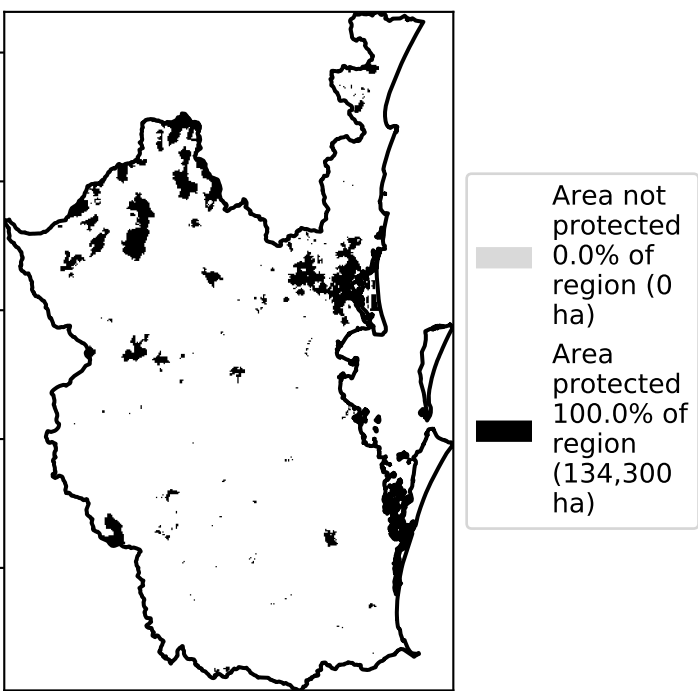 Area not
protected
0.0% of
region (0
ha)
Area
protected
100.0% of
region
(134,300
ha)